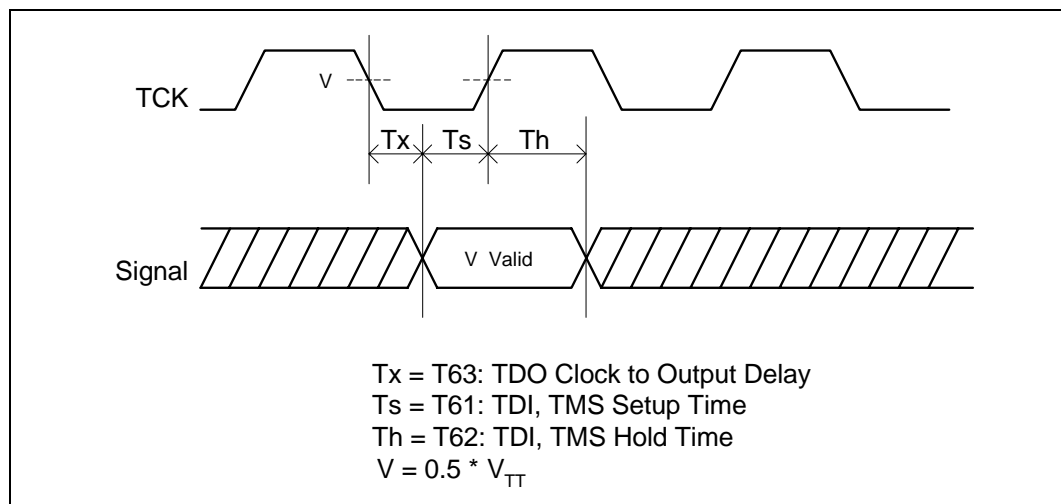 V
TCK
Tx Ts Th
Signal
V Valid
Tx = T63: TDO Clock to Output Delay
Ts = T61: TDI, TMS Setup Time
Th = T62: TDI, TMS Hold Time
V = 0.5 * VTT